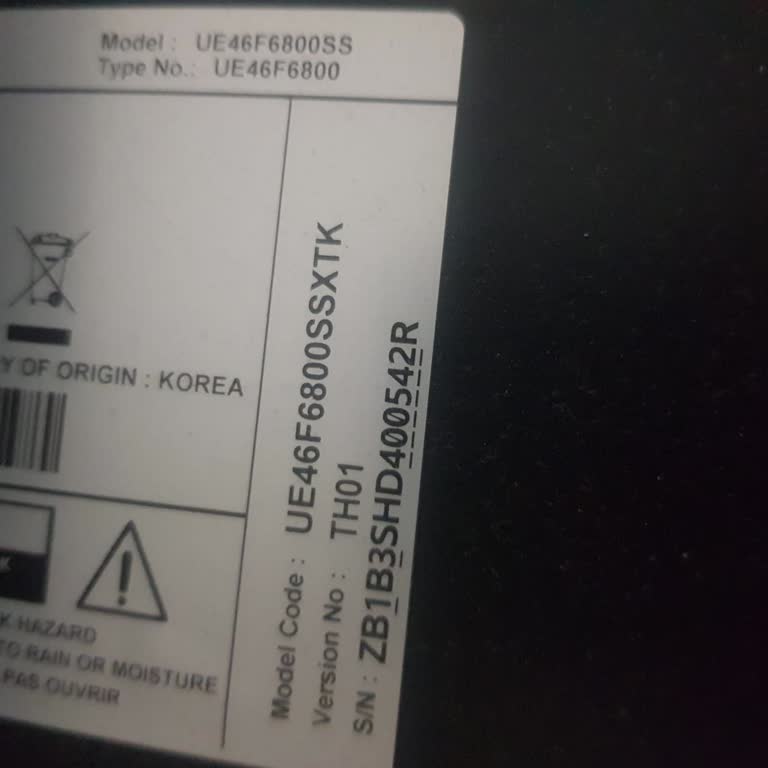 Model : UE46F6800SS
Type No.: UE46F6800
Y OF ORIGIN : KOREA
K HAZARD
TO RAIN OR MOISTURE
PAS OUVRIR
Model Code : UE46F6800SSXTK
Version No : TH01
S/N : ZB1B3SHD400542R